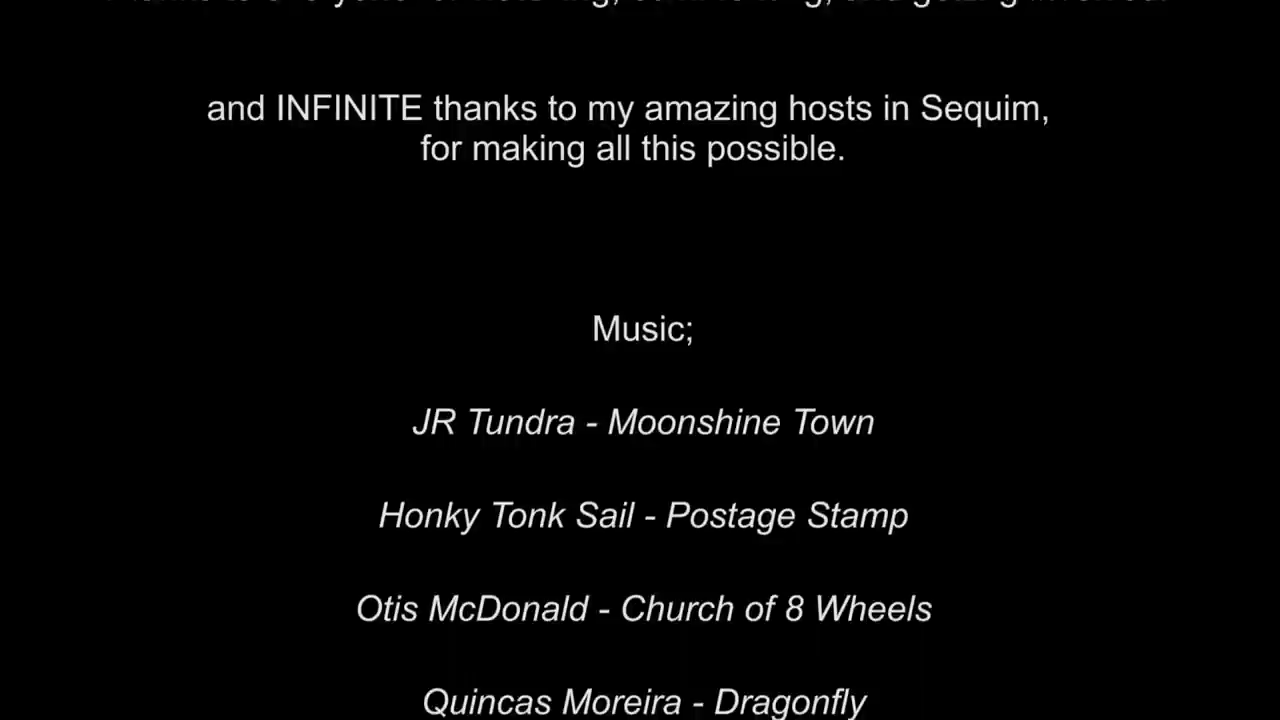 and INFINITE thanks to my amazing hosts in Sequim,
for making all this possible.
Music;
JR Tundra - Moonshine Town
Honky Tonk Sail - Postage Stamp
Otis McDonald - Church of 8 Wheels
Quincas Moreira - Dragonfly